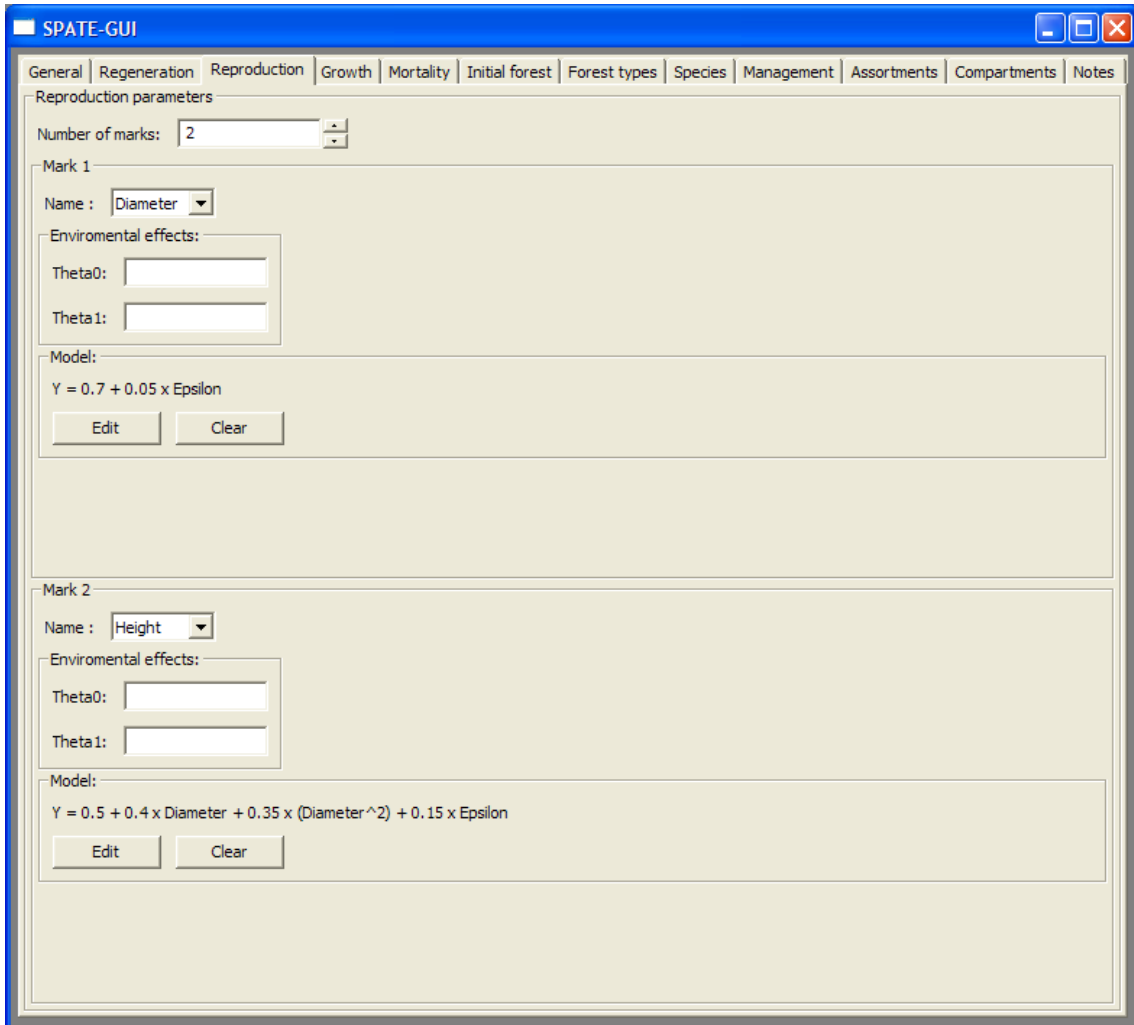 SPATE-GUI
General Regeneration Reproduction Growth Mortality Initial forest Forest types Species Management Assortments Compartments Notes
Reproduction parameters
Number of marks: 2
Mark 1
Name : Diameter
Enviromental effects:
Theta0:
Theta1:
Model:
Y = 0.7 + 0.05 x Epsilon
Edit Clear
Mark 2
Name : Height
Enviromental effects:
Theta0:
Theta1:
Model:
Y = 0.5 + 0.4 x Diameter + 0.35 x (Diameter^2) + 0.15 x Epsilon
Edit Clear